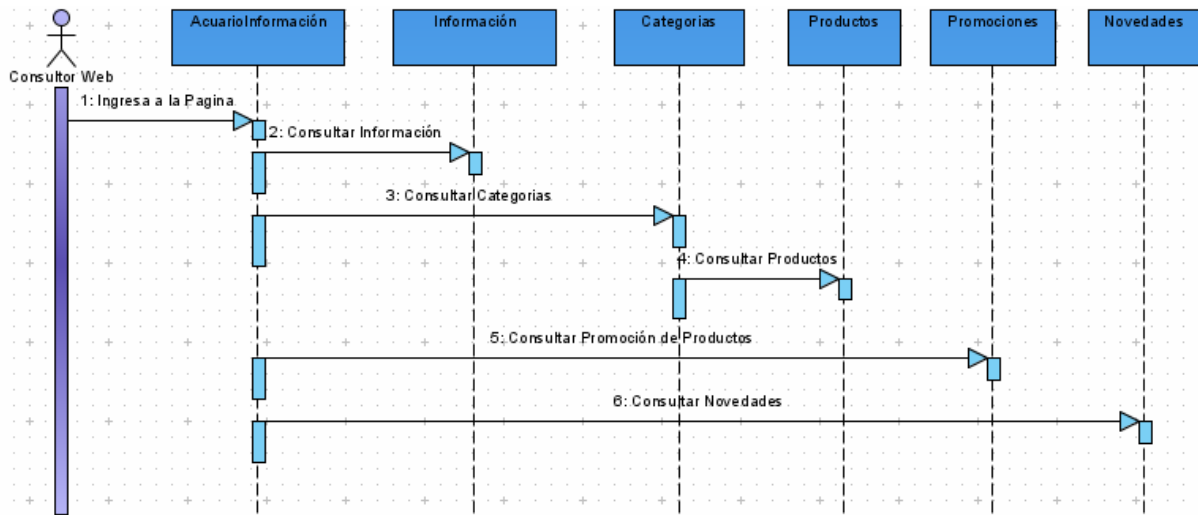 AcuarioInformación
Información
Categorias
Productos
Promociones
Novedades
Consultor Web
1: Ingresa a la Pagina
2: Consultar Información
3: Consultar Categorias
4: Consultar Productos
5: Consultar Promoción de Productos
6: Consultar Novedades